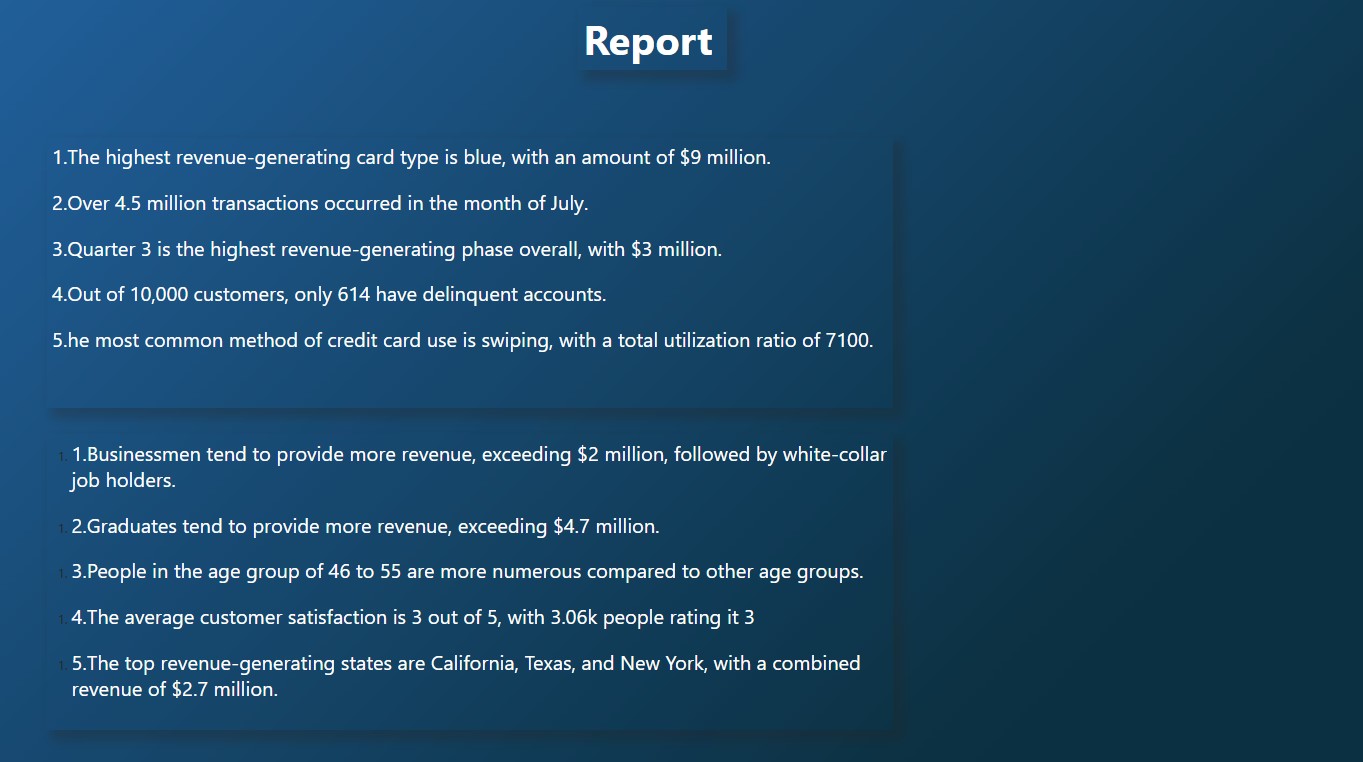 Report
1.The highest revenue-generating card type is blue, with an amount of $9 million.
2.Over 4.5 million transactions occurred in the month of July.
3.Quarter 3 is the highest revenue-generating phase overall, with $3 million.
4.Out of 10,000 customers, only 614 have delinquent accounts.
5.he most common method of credit card use is swiping, with a total utilization ratio of 7100.
1. 1.Businessmen tend to provide more revenue, exceeding $2 million, followed by white-collar
job holders.
1. 2.Graduates tend to provide more revenue, exceeding $4.7 million.
1. 3.People in the age group of 46 to 55 are more numerous compared to other age groups.
1. 4.The average customer satisfaction is 3 out of 5, with 3.06k people rating it 3
1. 5.The top revenue-generating states are California, Texas, and New York, with a combined
revenue of $2.7 million.